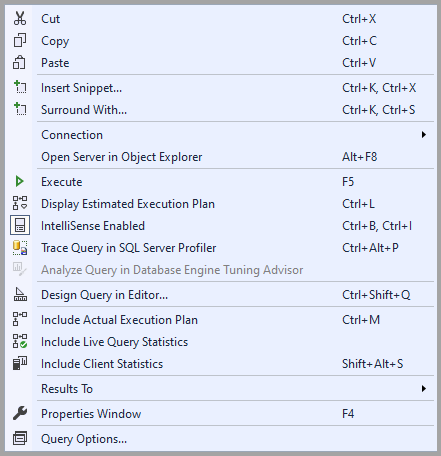 Cut Ctrl+X
Copy Ctrl+C
Paste Ctrl+V
Insert Snippet... Ctrl+K, Ctrl+X
Surround With... Ctrl+K, Ctrl+S
Connection
Open Server in Object Explorer Alt+F8
Execute F5
Display Estimated Execution Plan Ctrl+L
IntelliSense Enabled Ctrl+B, Ctrl+I
Trace Query in SQL Server Profiler Ctrl+Alt+P
Analyze Query in Database Engine Tuning Advisor
Design Query in Editor... Ctrl+Shift+Q
Include Actual Execution Plan Ctrl+M
Include Live Query Statistics
Include Client Statistics Shift+Alt+S
Results To
Properties Window F4
Query Options...